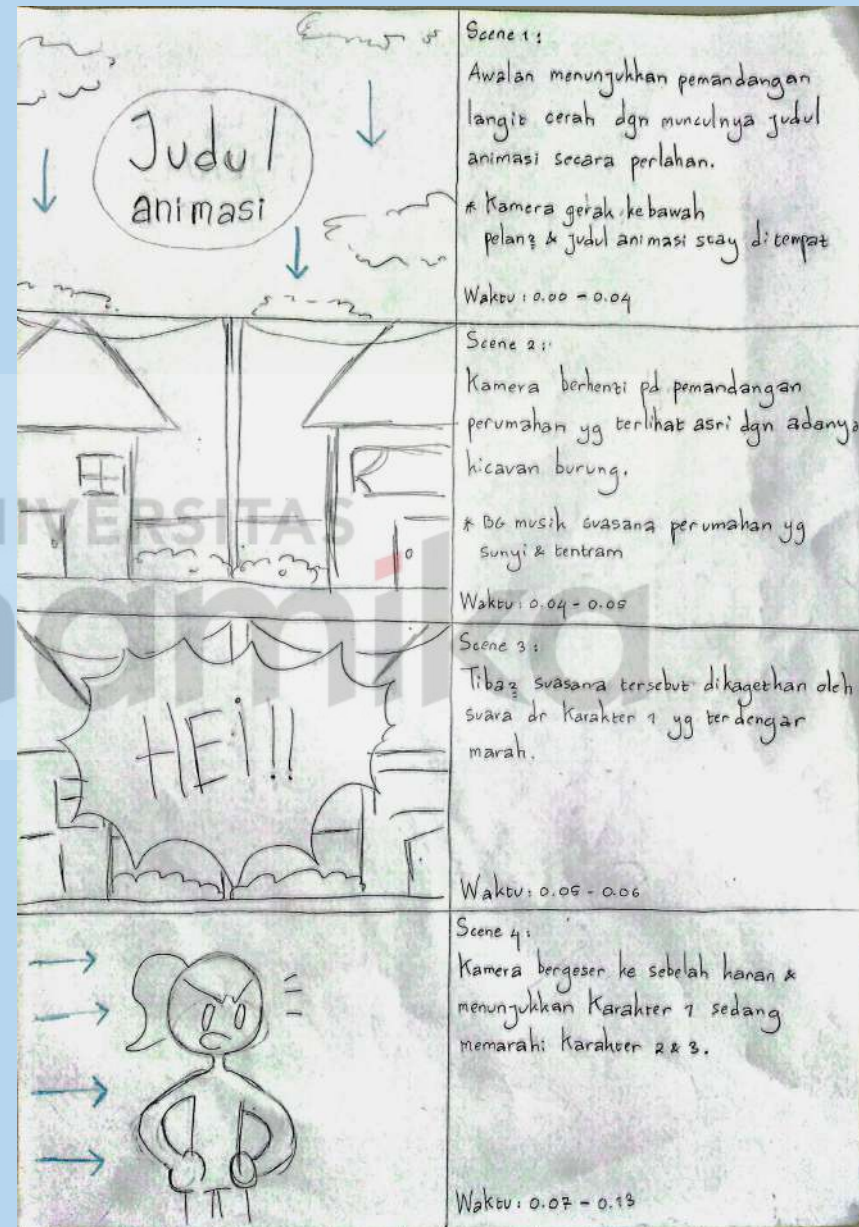 Judul
animasi
Scene 1:
Awalan menunjukkan pemandangan
langit cerah dgn munculnya judul
animasi secara perlahan.
* Kamera gerak kebawah
pelan2 & judul animasi stay ditempat
Waktu: 0.00 - 0.04
Scene 2:
Kamera berhenti pd pemandangan
perumahan yg terlihat asri dgn adanya
kicauan burung.
* BG musik suasana perumahan yg
sunyi & tentram
Waktu: 0.04 - 0.05
UNIVERSITAS
Dinamika
HEI!!!
Scene 3:
Tiba2 suasana tersebut dikagetkan oleh
suara dr Karakter 1 yg terdengar
marah.
Waktu: 0.05 - 0.06
Scene 4:
Kamera bergeser ke sebelah kanan &
menunjukkan Karakter 1 sedang
memarahi Karakter 2 & 3.
Waktu: 0.07 - 0.13